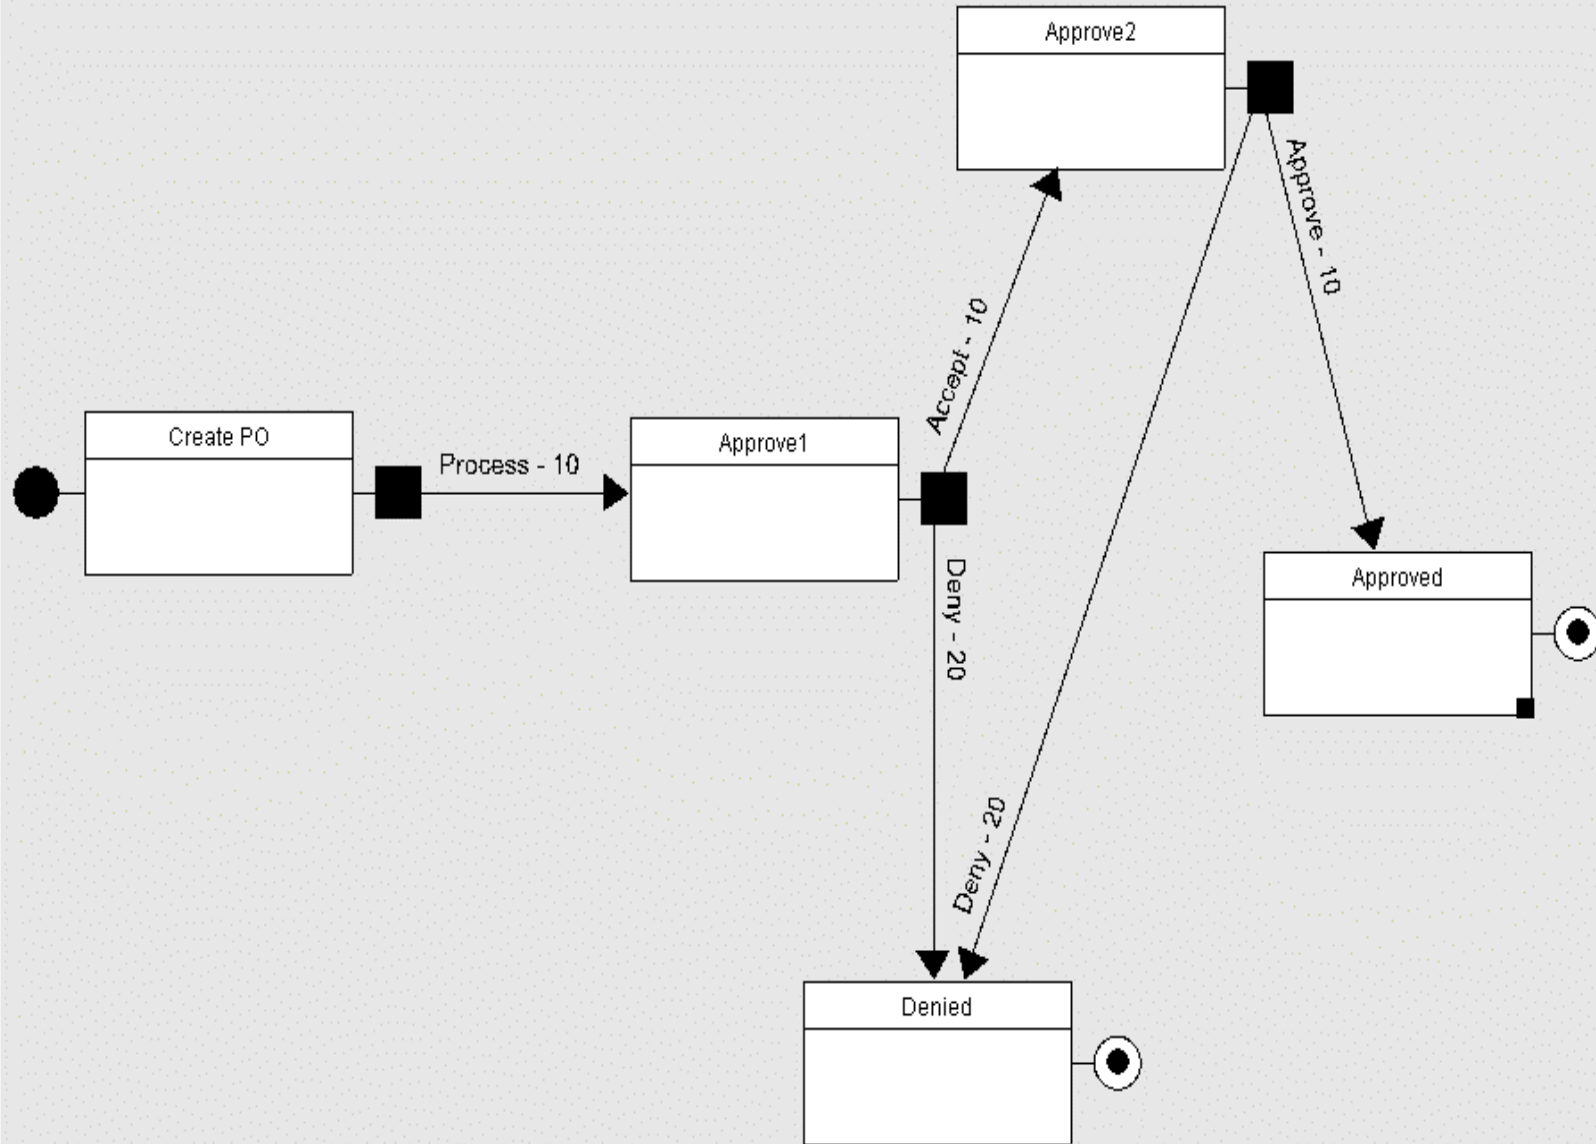 Approve2
Approve - 10
Accept - 10
Create PO
Process - 10
Approve1
Deny - 20
Approved
Deny - 20
Denied